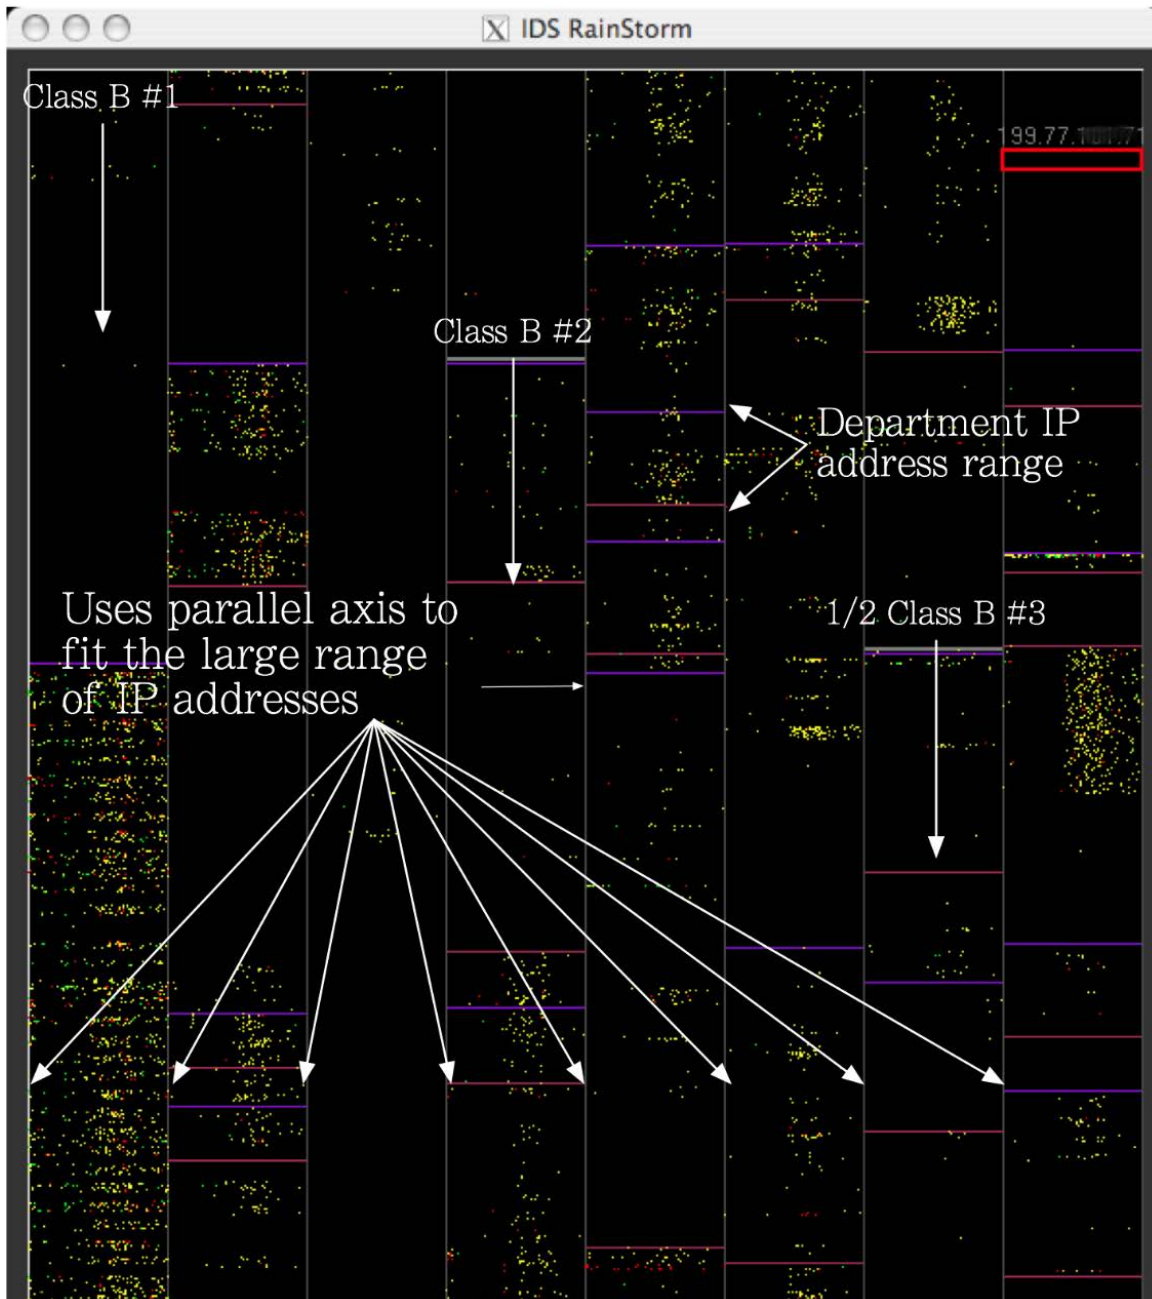 IDS RainStorm
Class B #1
199.77.
Class B #2
Department IP
address range
Uses parallel axis to
fit the large range
of IP addresses
1/2 Class B #3